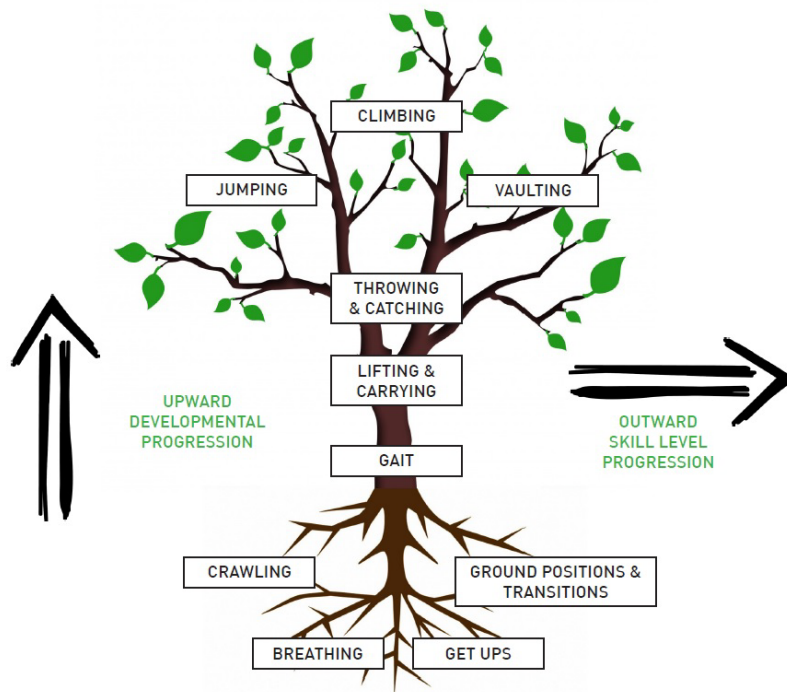 CLIMBING
JUMPING
VAULTING
THROWING
& CATCHING
LIFTING &
CARRYING
UPWARD
DEVELOPMENTAL
PROGRESSION
OUTWARD
SKILL LEVEL
PROGRESSION
GAIT
CRAWLING
GROUND POSITIONS &
TRANSITIONS
BREATHING
GET UPS